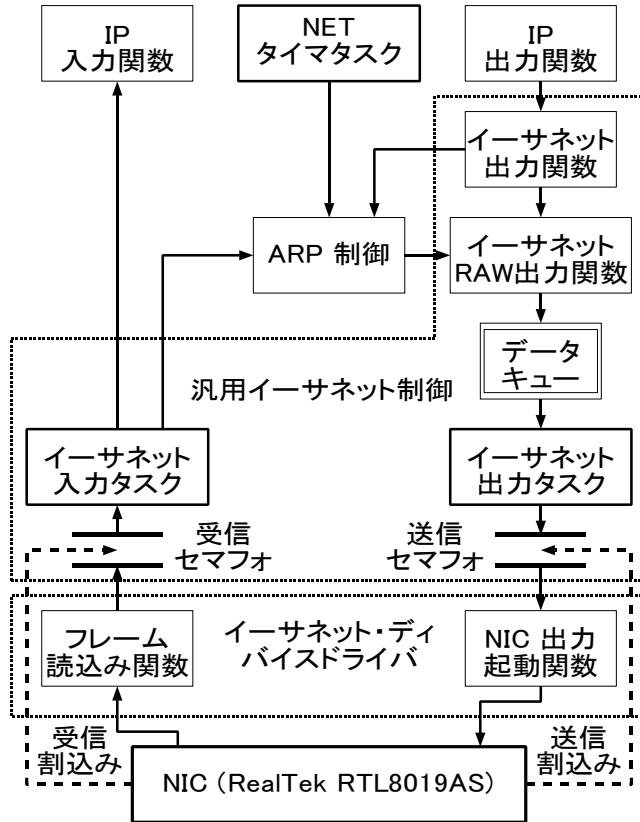 IP
入力関数
NET
タイマタスク
IP
出力関数
イーサネット
出力関数
ARP 制御
イーサネット
RAW出力関数
データ
キュー
汎用イーサネット制御
イーサネット
入力タスク
イーサネット
出力タスク
受信
セマフォ
送信
セマフォ
フレーム
読込み関数
イーサネット・ディ
バイスドライバ
NIC 出力
起動関数
受信
割込み
送信
割込み
NIC (RealTek RTL8019AS)